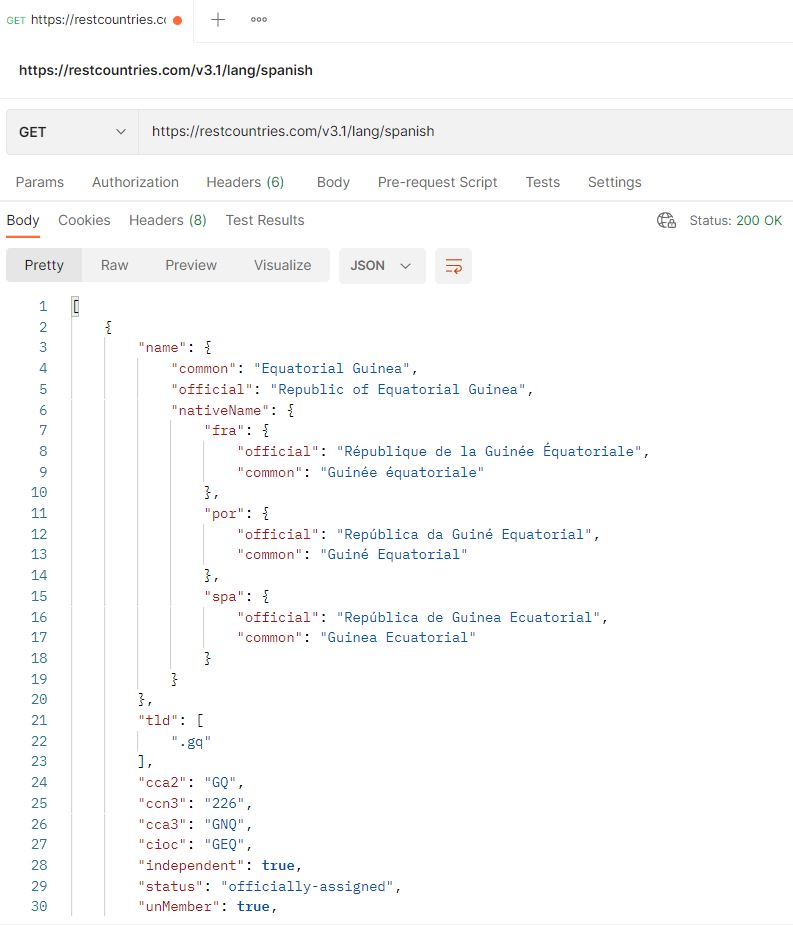 GET https://restcountries.cc
https://restcountries.com/v3.1/lang/spanish
GET https://restcountries.com/v3.1/lang/spanish
Params Authorization Headers (6) Body Pre-request Script Tests Settings
Body Cookies Headers (8) Test Results Status: 200 OK
Pretty Raw Preview Visualize JSON
1 [
2 {
3 "name": {
4 "common": "Equatorial Guinea",
5 "official": "Republic of Equatorial Guinea",
6 "nativeName": {
7 "fra": {
8 "official": "République de la Guinée Équatoriale",
9 "common": "Guinée équatoriale"
10 },
11 "por": {
12 "official": "República da Guiné Equatorial",
13 "common": "Guiné Equatorial"
14 },
15 "spa": {
16 "official": "República de Guinea Ecuatorial",
17 "common": "Guinea Ecuatorial"
18 }
19 }
20 },
21 "tld": [
22 ".gq"
23 ],
24 "cca2": "GQ",
25 "ccn3": "226",
26 "cca3": "GNQ",
27 "cioc": "GEQ",
28 "independent": true,
29 "status": "officially-assigned",
30 "unMember": true,